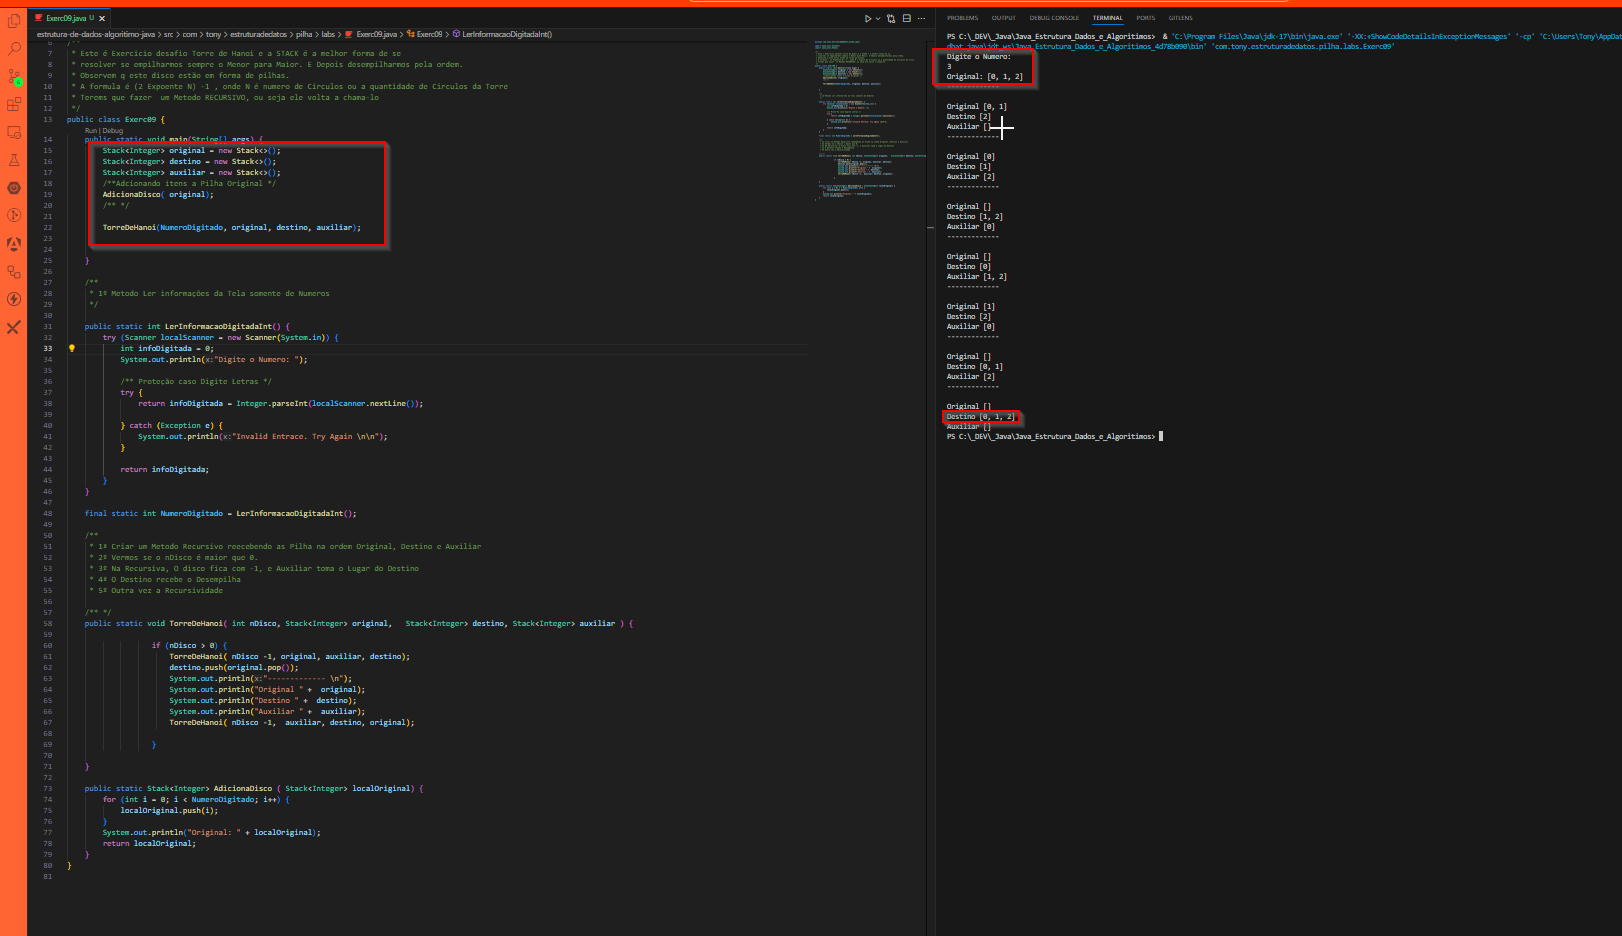 Exerc09.java U
estrutura-de-dados-algoritimo-java > src > com > tony > estruturadedatos > pilha > labs > Exerc09.java > Exerc09 > LerInformacaoDigitadaInt()
6 /**
7 * Este é Exercicio desafio Torre de Hanoi e a STACK é a melhor forma de se
8 * resolver se empilharmos sempre o Menor para Maior. E Depois desempilharmos pela ordem.
9 * Observem q este disco estão em forma de pilhas.
10 * A formula é (2 Expoente N) -1 , onde N é numero de Circulos ou a quantidade de Circulos da Torre
11 * Terems que fazer  um Metodo RECURSIVO, ou seja ele volta a chama-lo
12 */
13 public class Exerc09 {
Run | Debug
14 public static void main(String[] args) {
15 Stack<Integer> original = new Stack<>();
16 Stack<Integer> destino = new Stack<>();
17 Stack<Integer> auxiliar = new Stack<>();
18 /**Adcionando itens a Pilha Original */
19 AdicionaDisco( original);
20 /** */
21
22 TorreDeHanoi(NumeroDigitado, original, destino, auxiliar);
23
24
25 }
26
27 /**
28 * 1º Metodo Ler informações da Tela somente de Numeros
29 */
30
31 public static int LerInformacaoDigitadaInt() {
32 try (Scanner localScanner = new Scanner(System.in)) {
33 int infoDigitada = 0;
34 System.out.println(x:"Digite o Numero: ");
35
36 /** Proteção caso Digite Letras */
37 try {
38 return infoDigitada = Integer.parseInt(localScanner.nextLine());
39
40 } catch (Exception e) {
41 System.out.println(x:"Invalid Entrace. Try Again \n\n");
42 }
43
44 return infoDigitada;
45 }
46 }
47
48 final static int NumeroDigitado = LerInformacaoDigitadaInt();
49
50 /**
51 * 1º Criar um Metodo Recursivo recebendo as Pilha na ordem Original, Destino e Auxiliar
52 * 2º Vermos se o nDisco é maior que 0.
53 * 3º Na Recursiva, O disco fica com -1, e Auxiliar toma o Lugar do Destino
54 * 4º O Destino recebe o Desempilha
55 * 5º Outra vez a Recursividade
56
57 /** */
58 public static void TorreDeHanoi( int nDisco, Stack<Integer> original,   Stack<Integer> destino, Stack<Integer> auxiliar ) {
59
60 if (nDisco > 0) {
61 TorreDeHanoi( nDisco -1, original, auxiliar, destino);
62 destino.push(original.pop());
63 System.out.println(x:"------------- \n");
64 System.out.println("Original " +  original);
65 System.out.println("Destino " +  destino);
66 System.out.println("Auxiliar " +  auxiliar);
67 TorreDeHanoi( nDisco -1,  auxiliar, destino, original);
68
69 }
70
71 }
72
73 public static Stack<Integer> AdicionaDisco ( Stack<Integer> localOriginal) {
74 for (int i = 0; i < NumeroDigitado; i++) {
75 localOriginal.push(i);
76 }
77 System.out.println("Original: " + localOriginal);
78 return localOriginal;
79 }
80 }
81
PROBLEMS OUTPUT DEBUG CONSOLE TERMINAL PORTS GITLENS
PS C:\_DEV\_Java\Java_Estrutura_Dados_e_Algoritimos>  & 'C:\Program Files\Java\jdk-17\bin\java.exe' '-XX:+ShowCodeDetailsInExceptionMessages' '-cp' 'C:\Users\Tony\AppDat
dhat.java\jdt_ws\Java_Estrutura_Dados_e_Algoritimos_4d78b090\bin' 'com.tony.estruturadedatos.pilha.labs.Exerc09'
Digite o Numero:
3
Original: [0, 1, 2]
-------------
Original [0, 1]
Destino [2]
Auxiliar []
-------------
Original [0]
Destino [1]
Auxiliar [2]
-------------
Original []
Destino [1, 2]
Auxiliar [0]
-------------
Original []
Destino [0]
Auxiliar [1, 2]
-------------
Original [1]
Destino [2]
Auxiliar [0]
-------------
Original []
Destino [0, 1]
Auxiliar [2]
-------------
Original []
Destino [0, 1, 2]
Auxiliar []
PS C:\_DEV\_Java\Java_Estrutura_Dados_e_Algoritimos>